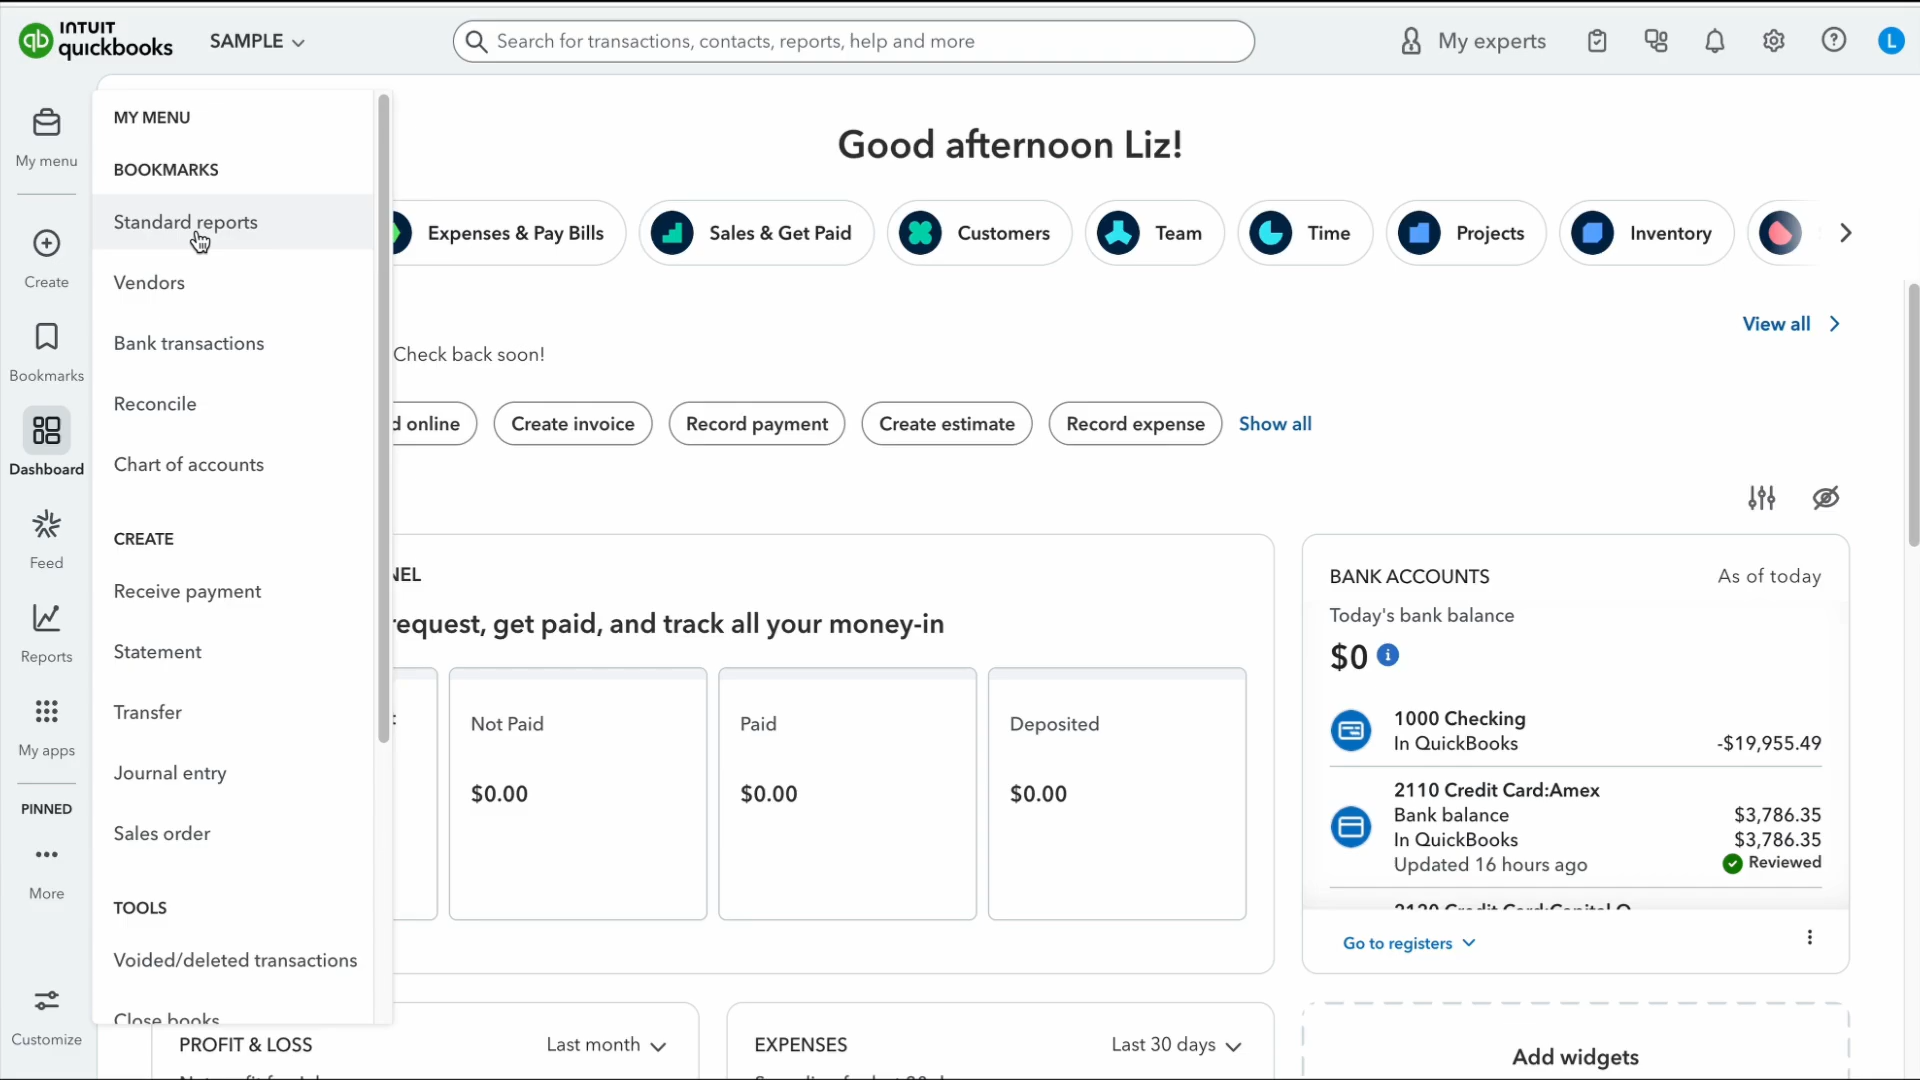 INTUIT
quickbooks
SAMPLE
Search for transactions, contacts, reports, help and more
My experts
L
My menu
Create
Bookmarks
Dashboard
Feed
Reports
My apps
PINNED
More
Customize
MY MENU
BOOKMARKS
Standard reports
Vendors
Bank transactions
Reconcile
Chart of accounts
CREATE
Receive payment
Statement
Transfer
Journal entry
Sales order
TOOLS
Voided/deleted transactions
Close books
Good afternoon Liz!
Expenses & Pay Bills
Sales & Get Paid
Customers
Team
Time
Projects
Inventory
View all
Check back soon!
online
Create invoice
Record payment
Create estimate
Record expense
Show all
request, get paid, and track all your money-in
Not Paid
$0.00
Paid
$0.00
Deposited
$0.00
BANK ACCOUNTS
As of today
Today's bank balance
$0
1000 Checking
In QuickBooks -$19,955.49
2110 Credit Card:Amex
Bank balance $3,786.35
In QuickBooks $3,786.35
Updated 16 hours ago Reviewed
Go to registers
PROFIT & LOSS
Last month
EXPENSES
Last 30 days
Add widgets